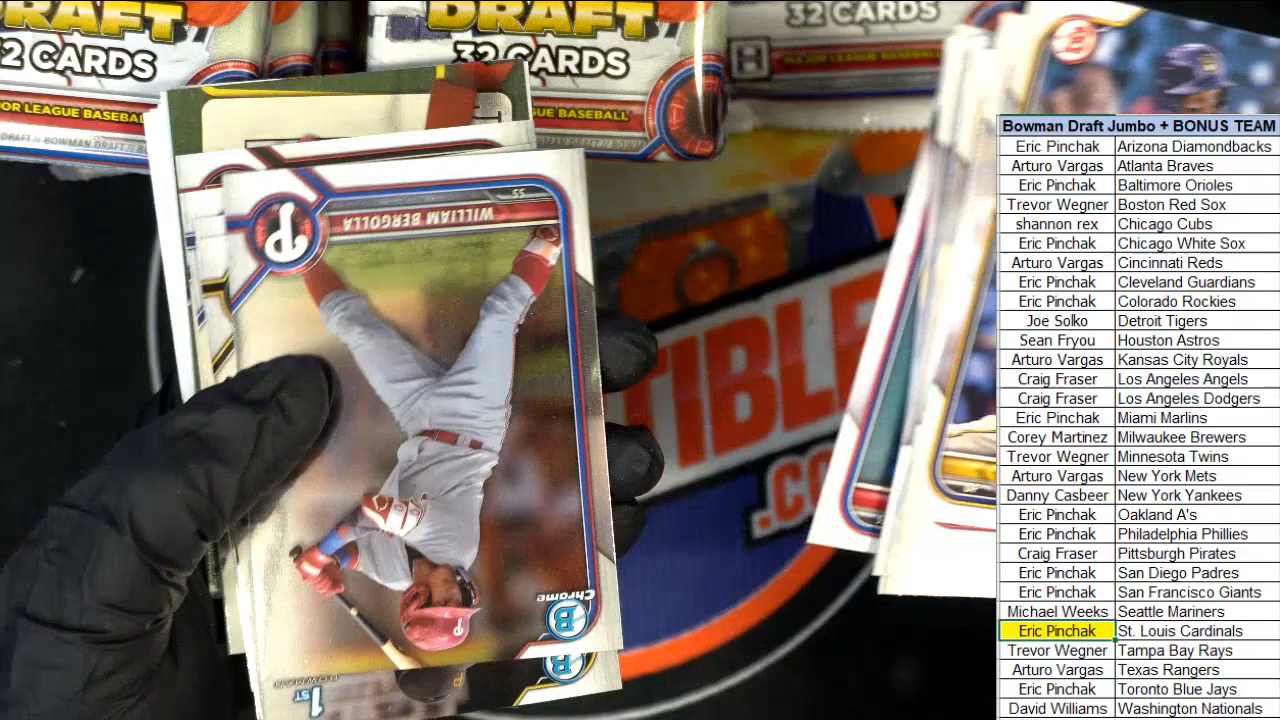 DRAFT
2 CARDS
OR LEAGUE BASEBAL
DRAFT // BOWMAN DRAFT // B
DRAFT
32 CARDS
GUE BASEBALL
32 CARDS
MAJOR LEAGUE BASEBALL
SS
WILLIAM BERGOLLA
P
B
Chrome
B
BOWMAN
1ST
TIBLE
.CO
Bowman Draft Jumbo + BONUS TEAM
Eric Pinchak Arizona Diamondbacks
Arturo Vargas Atlanta Braves
Eric Pinchak Baltimore Orioles
Trevor Wegner Boston Red Sox
shannon rex Chicago Cubs
Eric Pinchak Chicago White Sox
Arturo Vargas Cincinnati Reds
Eric Pinchak Cleveland Guardians
Eric Pinchak Colorado Rockies
Joe Solko Detroit Tigers
Sean Fryou Houston Astros
Arturo Vargas Kansas City Royals
Craig Fraser Los Angeles Angels
Craig Fraser Los Angeles Dodgers
Eric Pinchak Miami Marlins
Corey Martinez Milwaukee Brewers
Trevor Wegner Minnesota Twins
Arturo Vargas New York Mets
Danny Casbeer New York Yankees
Eric Pinchak Oakland A's
Eric Pinchak Philadelphia Phillies
Craig Fraser Pittsburgh Pirates
Eric Pinchak San Diego Padres
Eric Pinchak San Francisco Giants
Michael Weeks Seattle Mariners
Eric Pinchak St. Louis Cardinals
Trevor Wegner Tampa Bay Rays
Arturo Vargas Texas Rangers
Eric Pinchak Toronto Blue Jays
David Williams Washington Nationals